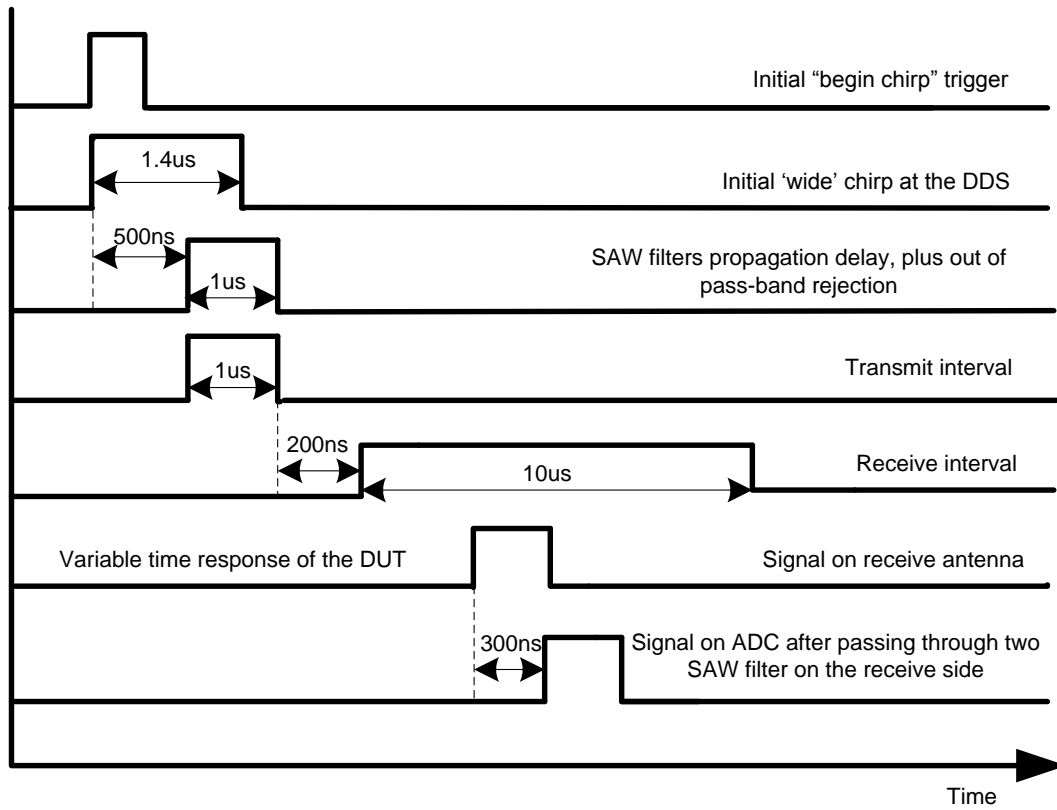 Initial “begin chirp” trigger
1.4us
Initial ‘wide’ chirp at the DDS
500ns
SAW filters propagation delay, plus out of
pass-band rejection
1us
1us
Transmit interval
200ns
Receive interval
10us
Variable time response of the DUT
Signal on receive antenna
300ns
Signal on ADC after passing through two
SAW filter on the receive side
Time